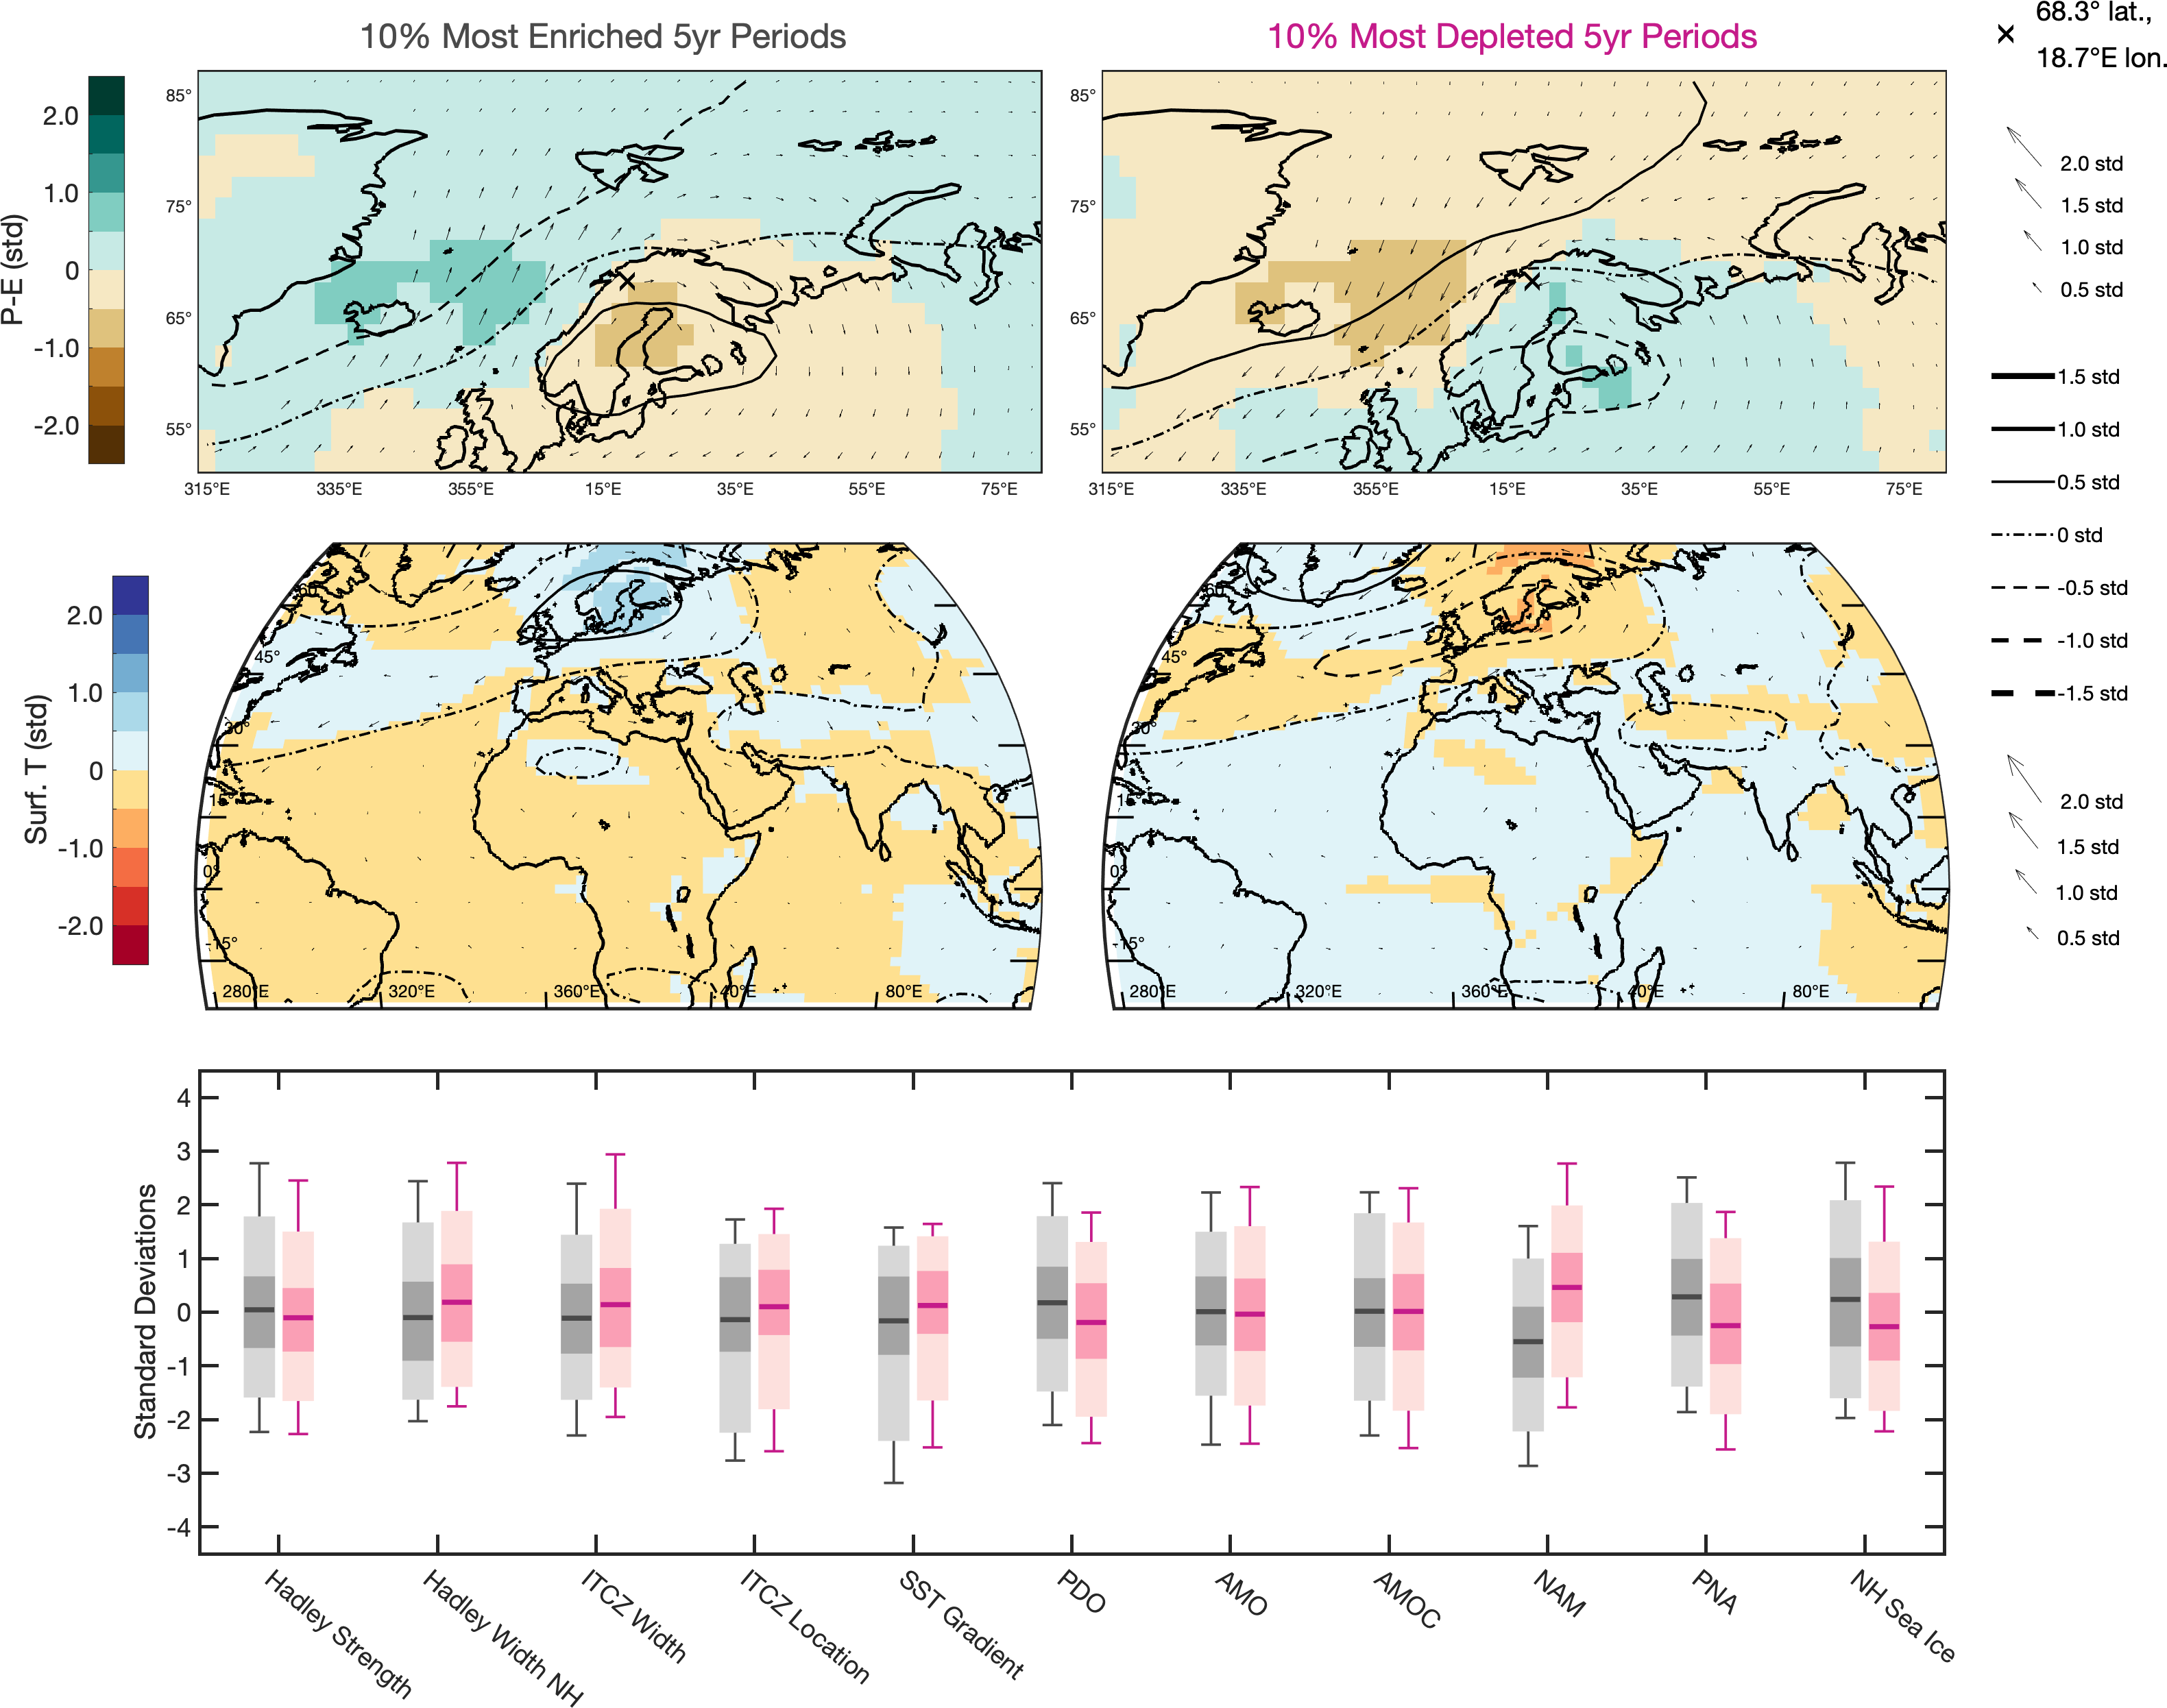 10% Most Enriched 5yr Periods
10% Most Depleted 5yr Periods
68.3° lat.,
18.7°E lon.
P-E (std)
2.0
1.0
0
-1.0
-2.0
85°
75°
65°
55°
315°E 335°E 355°E 15°E 35°E 55°E 75°E
85°
75°
65°
55°
315°E 335°E 355°E 15°E 35°E 55°E 75°E
2.0 std
1.5 std
1.0 std
0.5 std
1.5 std
1.0 std
0.5 std
0 std
-0.5 std
-1.0 std
-1.5 std
2.0 std
1.5 std
1.0 std
0.5 std
Surf. T (std)
2.0
1.0
0
-1.0
-2.0
60°
45°
30°
15°
0°
-15°
280°E 320°E 360°E 40°E 80°E
60°
45°
30°
15°
0°
-15°
280°E 320°E 360°E 40°E 80°E
Standard Deviations
4
3
2
1
0
-1
-2
-3
-4
Hadley Strength
Hadley Width NH
ITCZ Width
ITCZ Location
SST Gradient
PDO
AMO
AMOC
NAM
PNA
NH Sea Ice